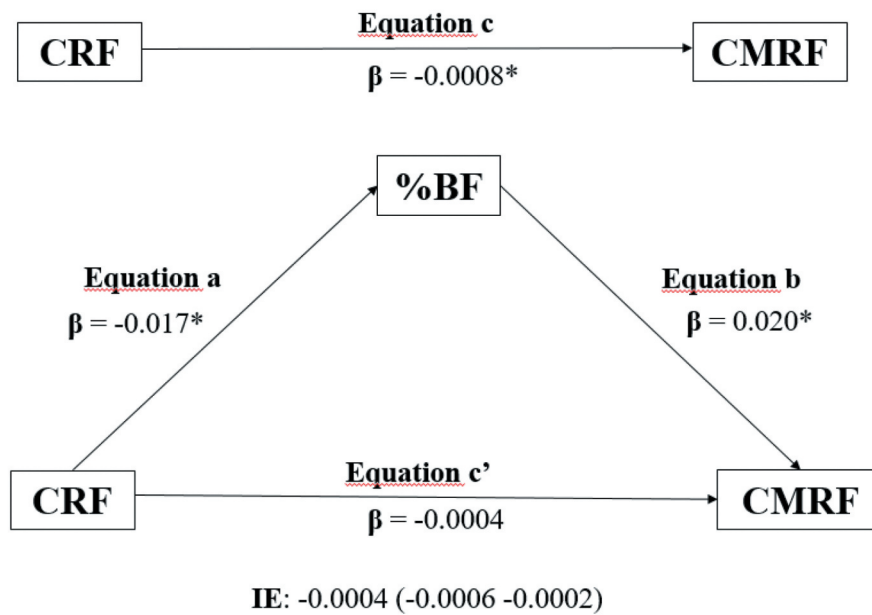 Equation c
CRF
CMRF
β = -0.0008*
%BF
Equation a
β = -0.017*
Equation b
β = 0.020*
Equation c’
CRF
CMRF
β = -0.0004
IE: -0.0004 (-0.0006 -0.0002)